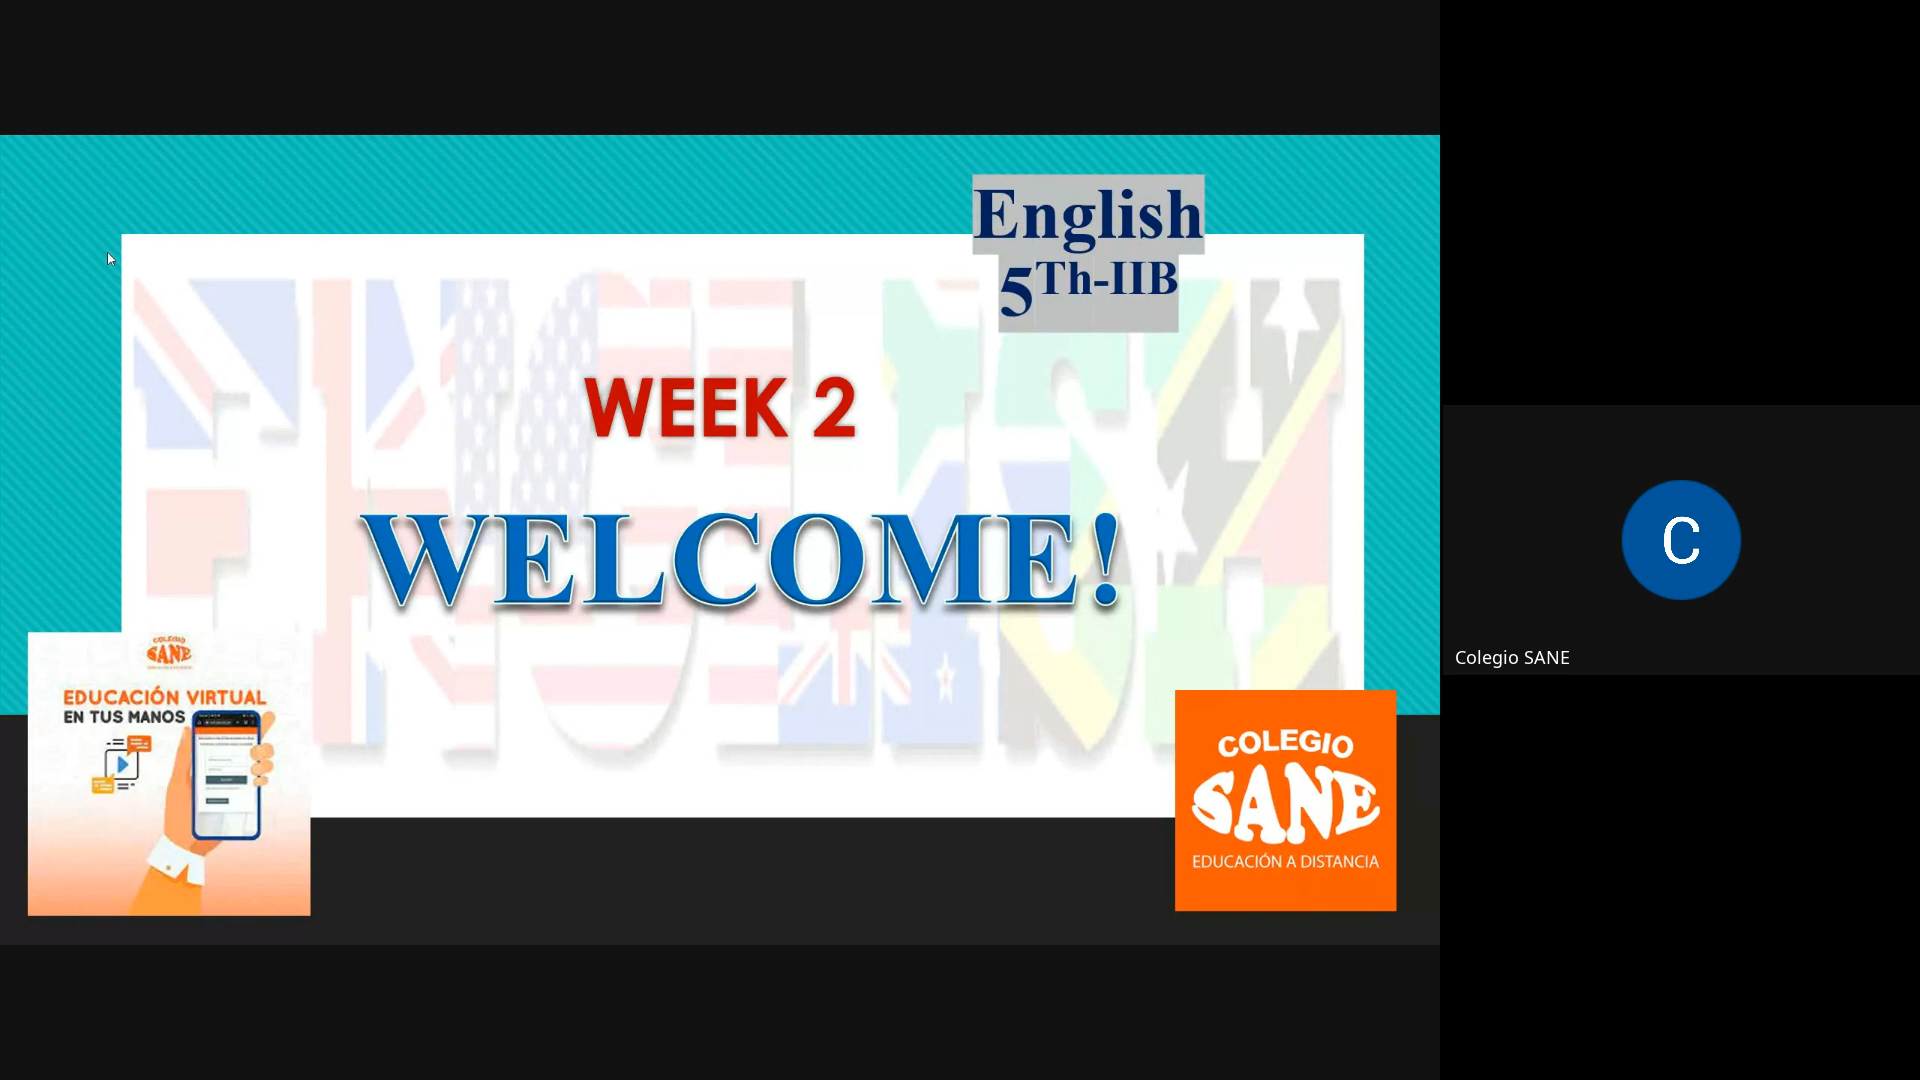 English
5Th-IIB
WEEK 2
WELCOME!
COLEGIO
SANE
EDUCACIÓN VIRTUAL
EN TUS MANOS
COLEGIO
SANE
EDUCACIÓN A DISTANCIA
C
Colegio SANE